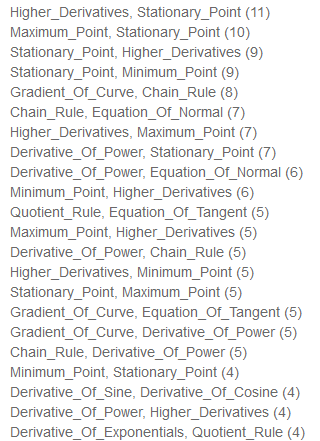 Higher_Derivatives, Stationary_Point (11)
Maximum_Point, Stationary_Point (10)
Stationary_Point, Higher_Derivatives (9)
Stationary_Point, Minimum_Point (9)
Gradient_Of_Curve, Chain_Rule (8)
Chain_Rule, Equation_Of_Normal (7)
Higher_Derivatives, Maximum_Point (7)
Derivative_Of_Power, Stationary_Point (7)
Derivative_Of_Power, Equation_Of_Normal (6)
Minimum_Point, Higher_Derivatives (6)
Quotient_Rule, Equation_Of_Tangent (5)
Maximum_Point, Higher_Derivatives (5)
Derivative_Of_Power, Chain_Rule (5)
Higher_Derivatives, Minimum_Point (5)
Stationary_Point, Maximum_Point (5)
Gradient_Of_Curve, Equation_Of_Tangent (5)
Gradient_Of_Curve, Derivative_Of_Power (5)
Chain_Rule, Derivative_Of_Power (5)
Minimum_Point, Stationary_Point (4)
Derivative_Of_Sine, Derivative_Of_Cosine (4)
Derivative_Of_Power, Higher_Derivatives (4)
Derivative_Of_Exponentials, Quotient_Rule (4)